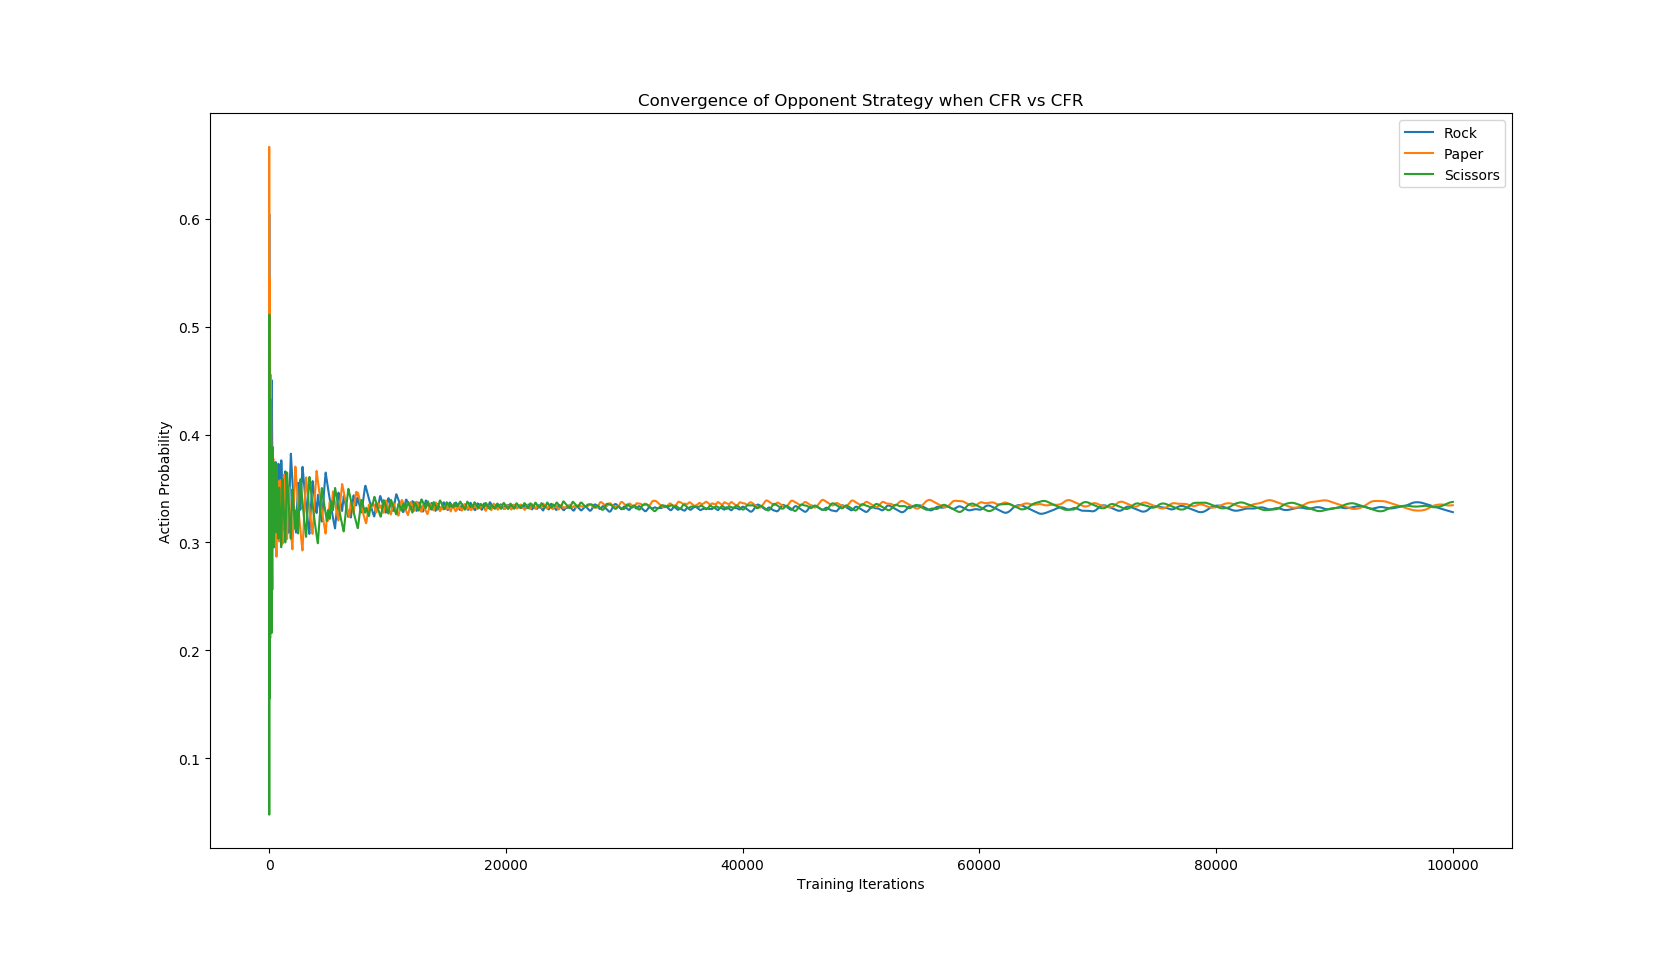 Convergence of Opponent Strategy when CFR vs CFR
Rock
Paper
Scissors
Action Probability
0.6
0.5
0.4
0.3
0.2
0.1
0 20000 40000 60000 80000 100000
Training Iterations